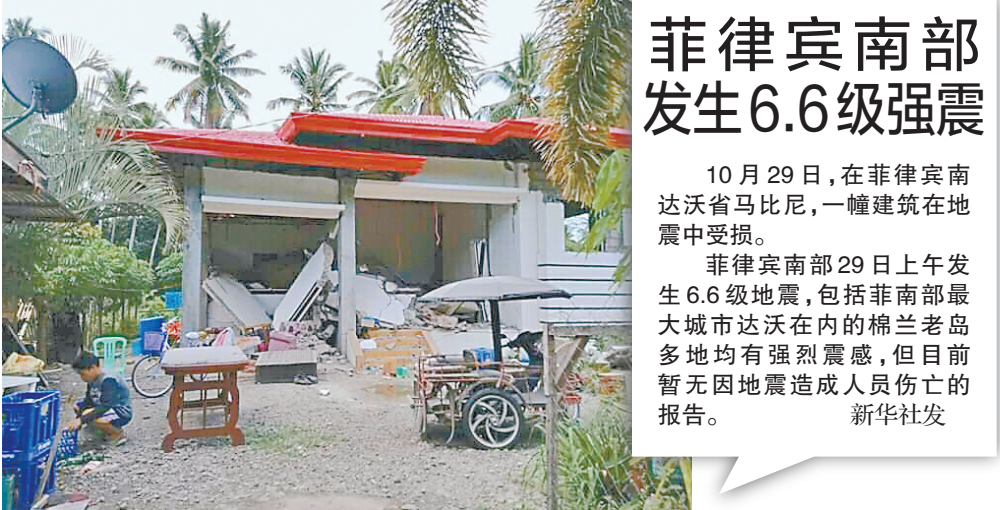 菲律宾南部
发生6.6级强震
10月29日，在菲律宾南
达沃省马比尼，一幢建筑在地
震中受损。
菲律宾南部29日上午发
生6.6级地震，包括菲南部最
大城市达沃在内的棉兰老岛
多地均有强烈震感，但目前
暂无因地震造成人员伤亡的
报告。 新华社发